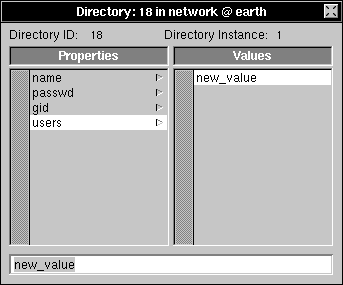 Directory: 18 in network @ earth
Directory ID: 18 Directory Instance: 1
Properties Values
name new_value
passwd
gid
users
new_value